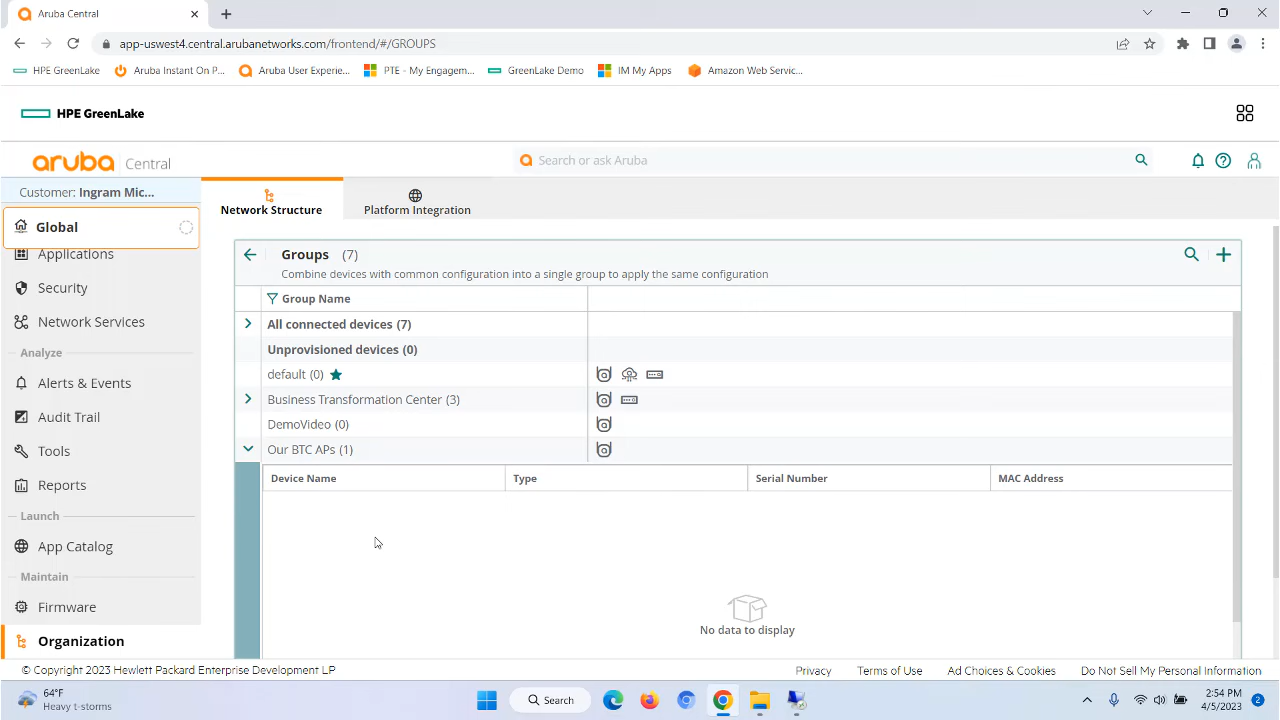 Aruba Central
app-uswest4.central.arubanetworks.com/frontend/#/GROUPS
HPE GreenLake
Aruba Instant On P...
Aruba User Experie...
PTE - My Engagem...
GreenLake Demo
IM My Apps
Amazon Web Servic...
HPE GreenLake
aruba Central
Search or ask Aruba
Customer: Ingram Mic...
Global
Applications
Security
Network Services
Analyze
Alerts & Events
Audit Trail
Tools
Reports
Launch
App Catalog
Maintain
Firmware
Organization
Network Structure
Platform Integration
Groups (7)
Combine devices with common configuration into a single group to apply the same configuration
Group Name
All connected devices (7)
Unprovisioned devices (0)
default (0)
Business Transformation Center (3)
DemoVideo (0)
Our BTC APs (1)
Device Name
Type
Serial Number
MAC Address
No data to display
© Copyright 2023 Hewlett Packard Enterprise Development LP
Privacy
Terms of Use
Ad Choices & Cookies
Do Not Sell My Personal Information
64°F
Heavy t-storms
Search
2:54 PM
4/5/2023
2